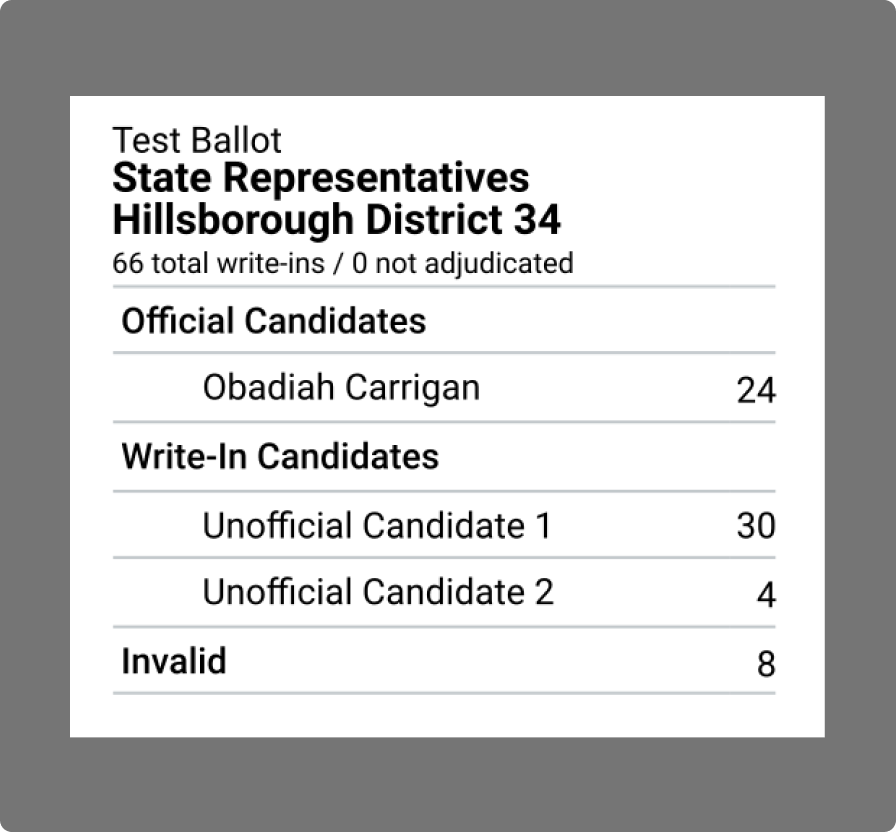 Test Ballot
State Representatives
Hillsborough District 34
66 total write-ins / 0 not adjudicated
Official Candidates
Obadiah Carrigan 24
Write-In Candidates
Unofficial Candidate 1 30
Unofficial Candidate 2 4
Invalid 8